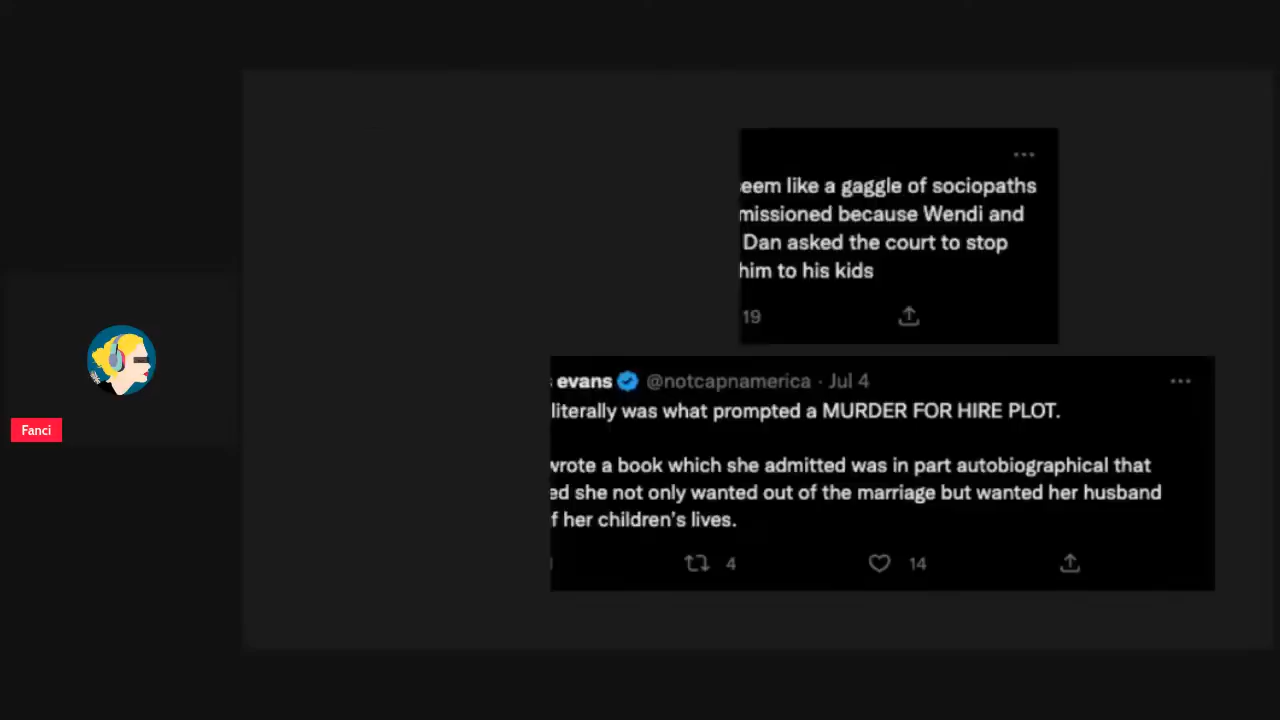 like a gaggle of sociopaths
because Wendi and
Dan asked the court to stop
him to his kids
19
evans @notcapnamerica · Jul 4
literally was what prompted a MURDER FOR HIRE PLOT.
wrote a book which she admitted was in part autobiographical that
she not only wanted out of the marriage but wanted her husband
her children's lives.
4 14
Fanci